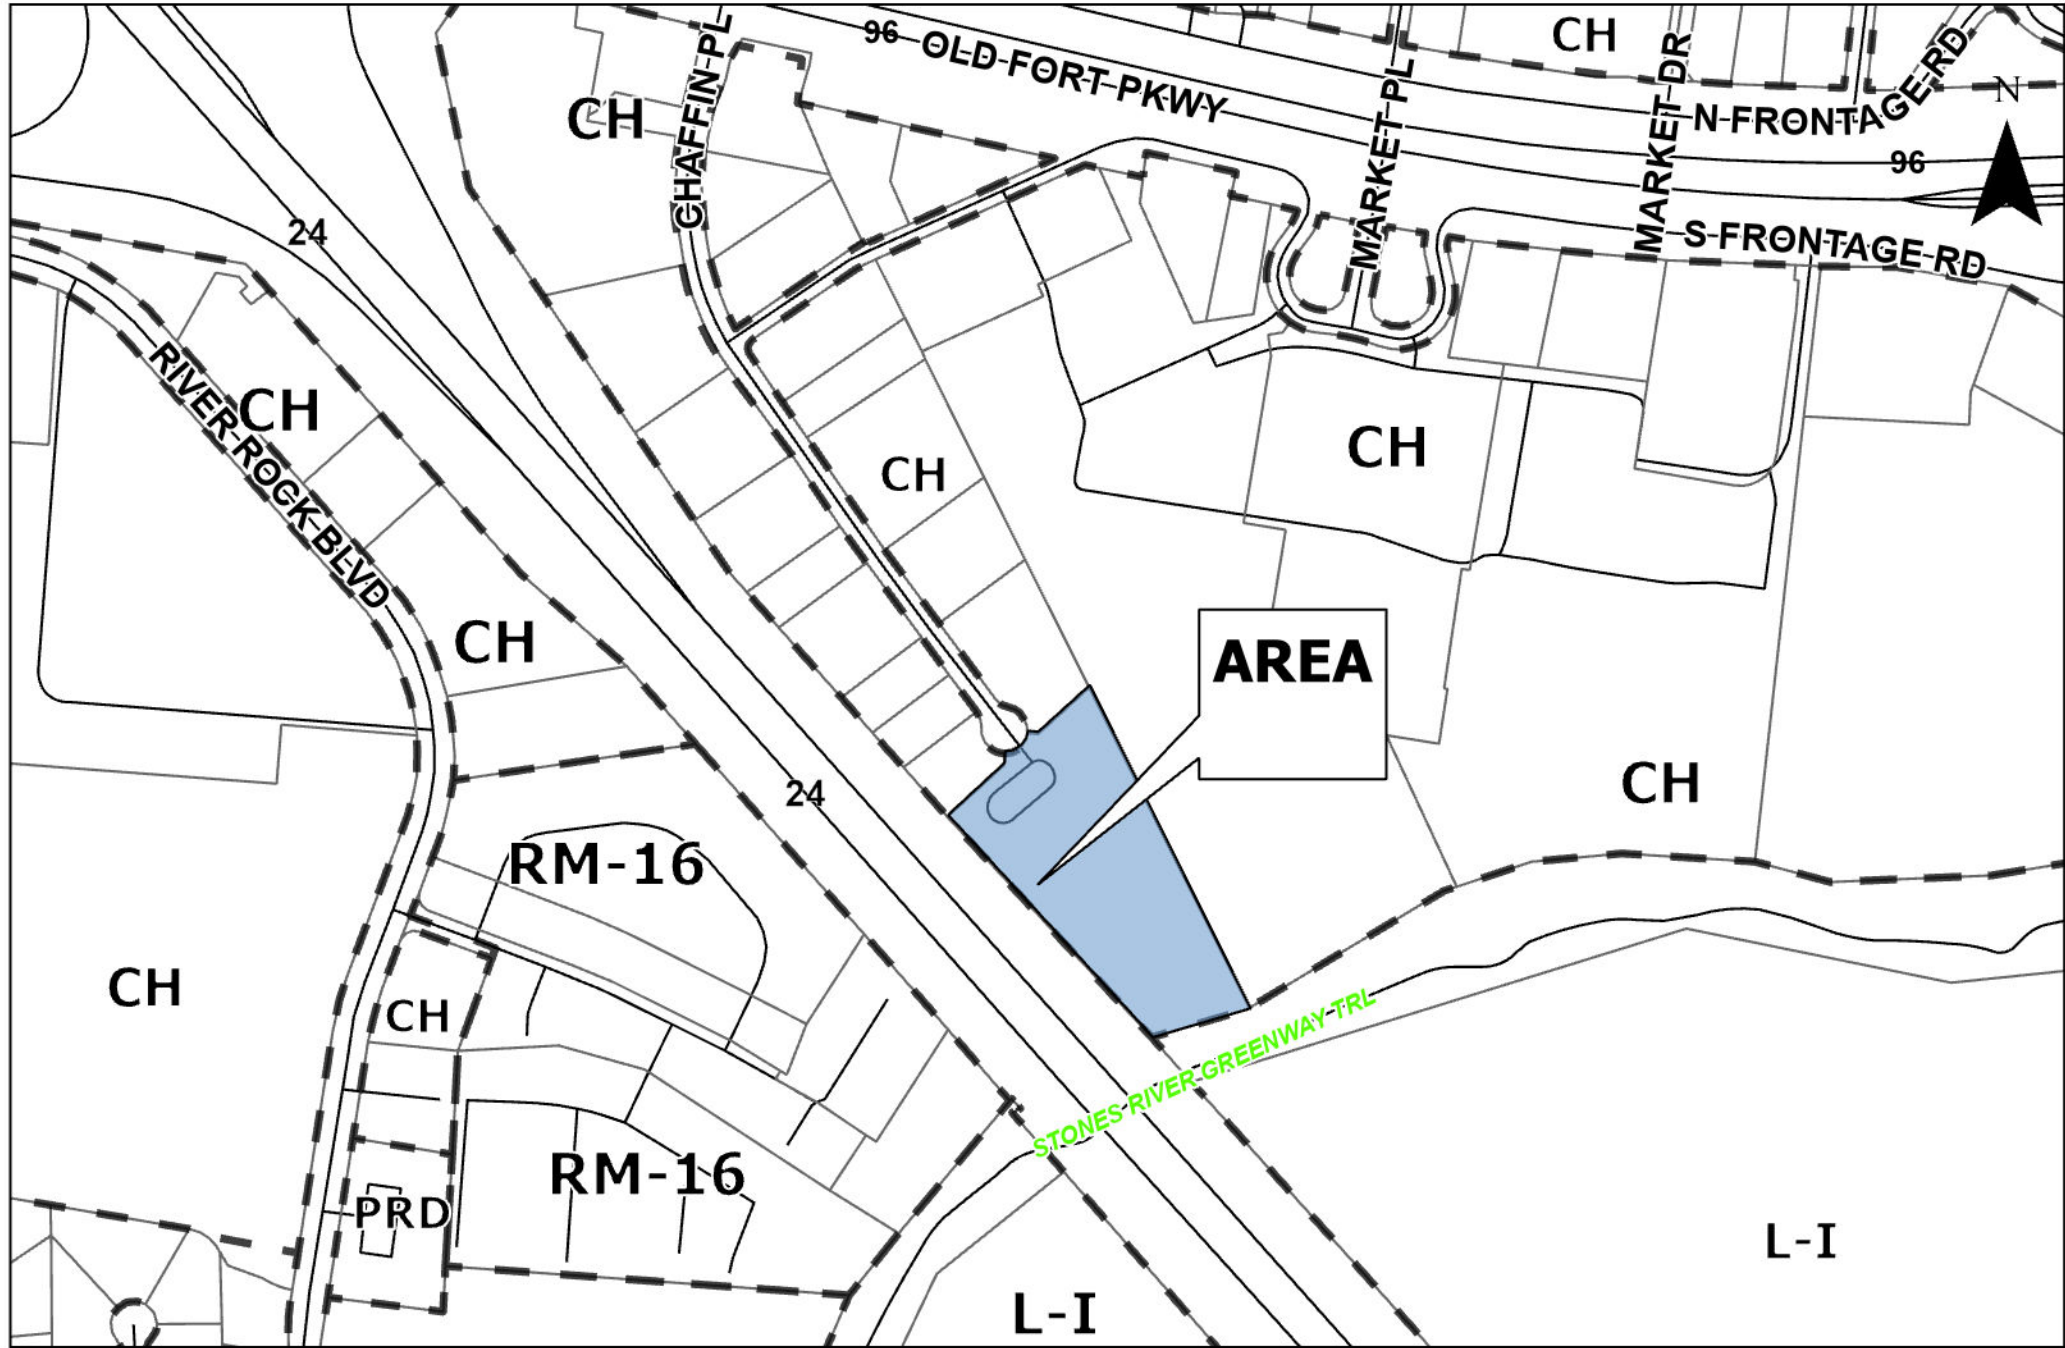 96
OLD FORT PKWY
CH
CH
CHAFFIN PL
MARKET PL
MARKET DR
N FRONTAGE RD
N
96
S FRONTAGE RD
24
RIVER ROCK BLVD
CH
CH
CH
CH
AREA
24
CH
RM-16
CH
CH
STONES RIVER GREENWAY TRL
RM-16
PRD
L-I
L-I